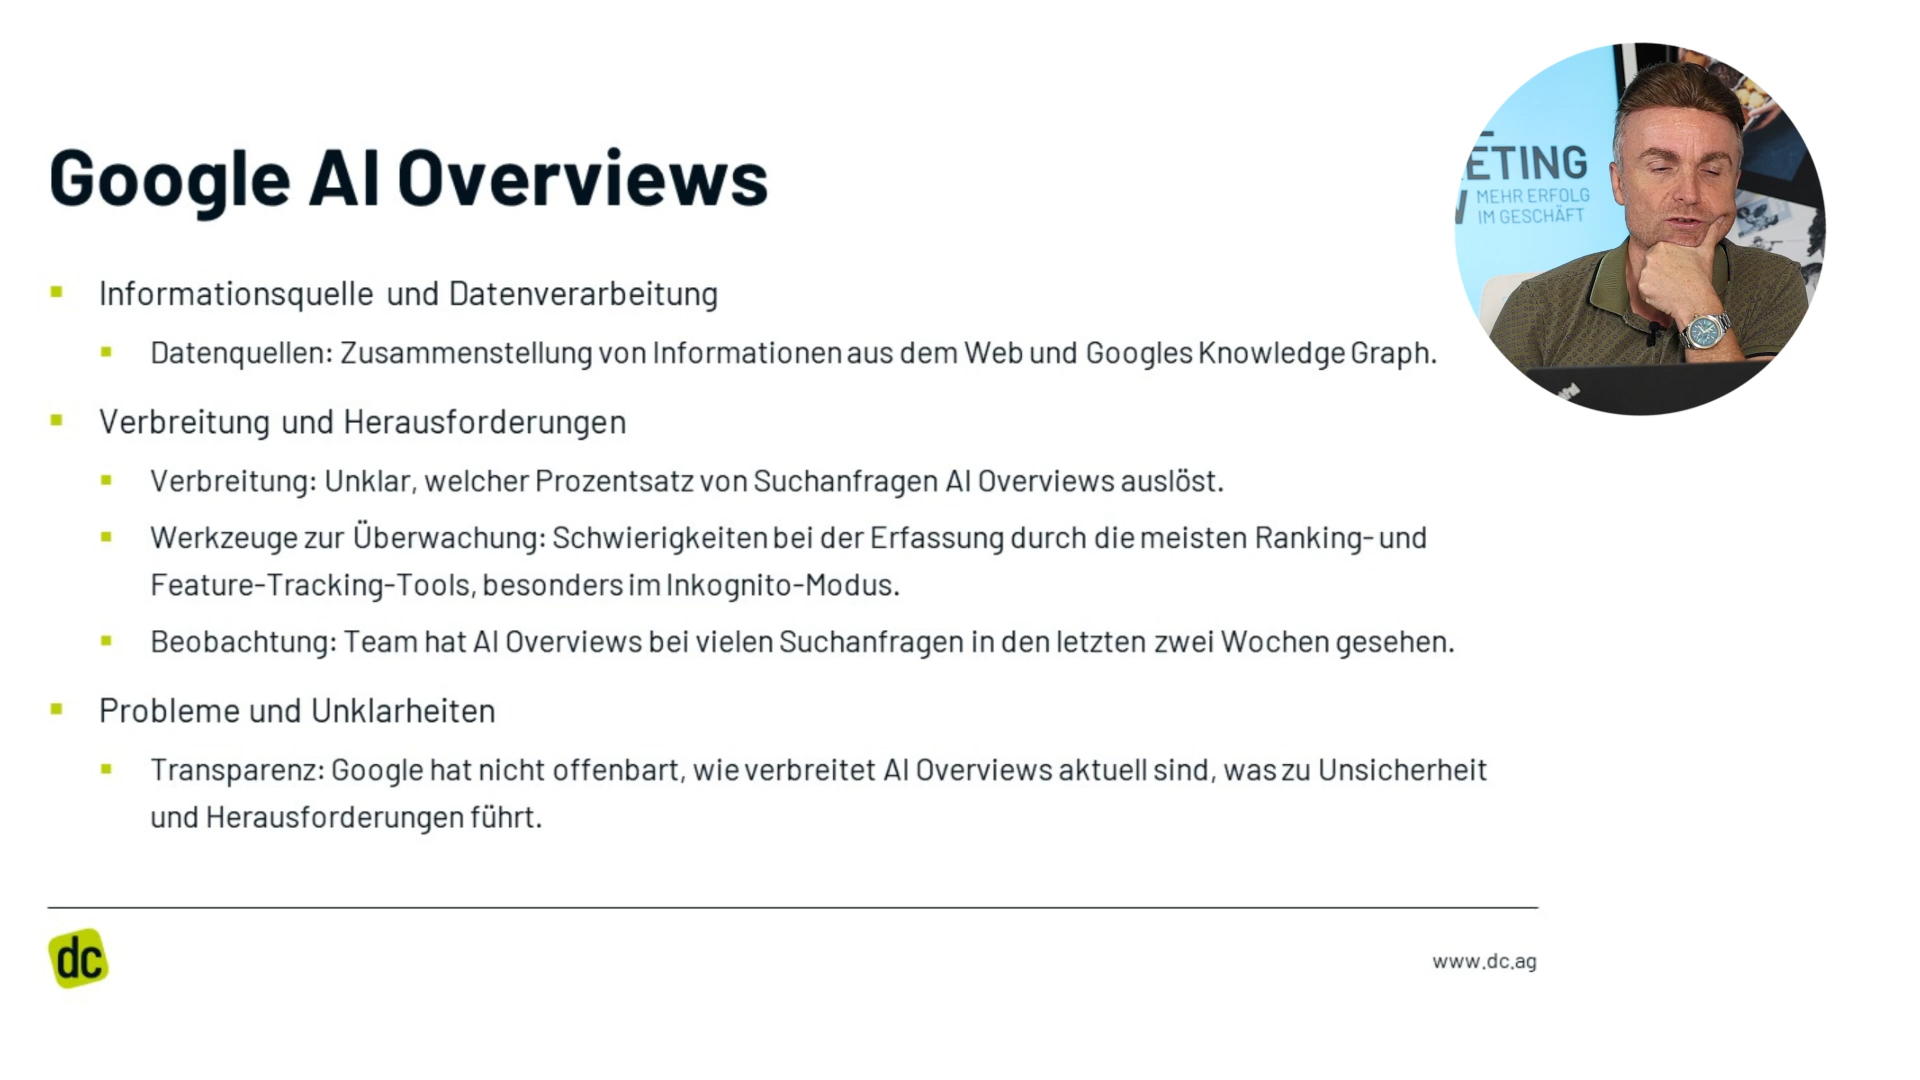 Google AI Overviews
Informationsquelle und Datenverarbeitung
Datenquellen: Zusammenstellung von Informationen aus dem Web und Googles Knowledge Graph.
Verbreitung und Herausforderungen
Verbreitung: Unklar, welcher Prozentsatz von Suchanfragen AI Overviews auslöst.
Werkzeuge zur Überwachung: Schwierigkeiten bei der Erfassung durch die meisten Ranking- und
Feature-Tracking-Tools, besonders im Inkognito-Modus.
Beobachtung: Team hat AI Overviews bei vielen Suchanfragen in den letzten zwei Wochen gesehen.
Probleme und Unklarheiten
Transparenz: Google hat nicht offenbart, wie verbreitet AI Overviews aktuell sind, was zu Unsicherheit
und Herausforderungen führt.
ETING
MEHR ERFOLG
IM GESCHÄFT
dc
www.dc.ag